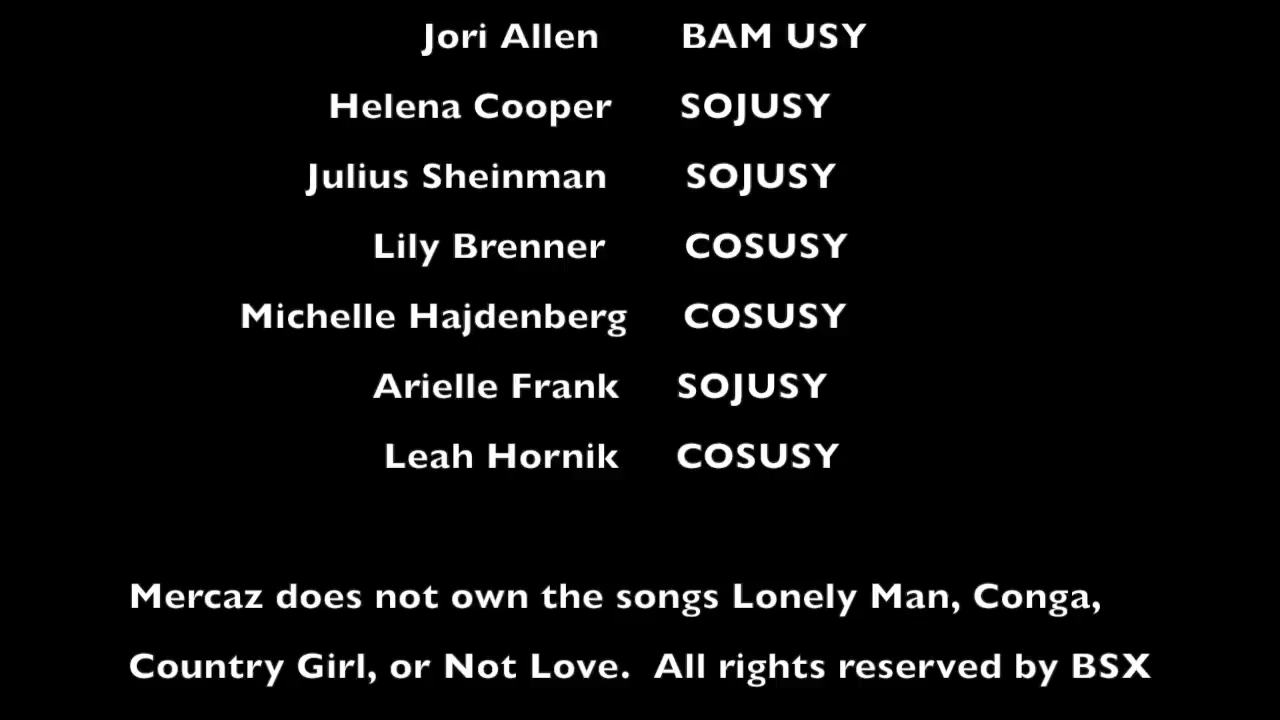 Jori Allen BAM USY
Helena Cooper SOJUSY
Julius Sheinman SOJUSY
Lily Brenner COSUSY
Michelle Hajdenberg COSUSY
Arielle Frank SOJUSY
Leah Hornik COSUSY
Mercaz does not own the songs Lonely Man, Conga,
Country Girl, or Not Love. All rights reserved by BSX